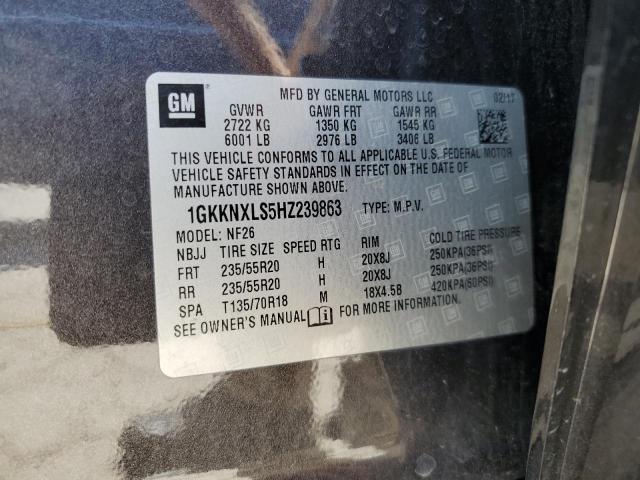 GM
MFD BY GENERAL MOTORS LLC 02/17
GVWR GAWR FRT GAWR RR
2722 KG 1350 KG 1545 KG
6001 LB 2976 LB 3406 LB
THIS VEHICLE CONFORMS TO ALL APPLICABLE U.S. FEDERAL MOTOR
VEHICLE SAFETY STANDARDS IN EFFECT ON THE DATE OF
MANUFACTURE SHOWN ABOVE.
1GKKNXLS5HZ239863 TYPE: M.P.V.
MODEL: NF26
NBJJ TIRE SIZE SPEED RTG RIM COLD TIRE PRESSURE
FRT 235/55R20 H 20X8J 250KPA(36PSI)
RR 235/55R20 H 20X8J 250KPA(36PSI)
SPA T135/70R18 M 18X4.5B 420KPA(60PSI)
SEE OWNER'S MANUAL FOR MORE INFORMATION.